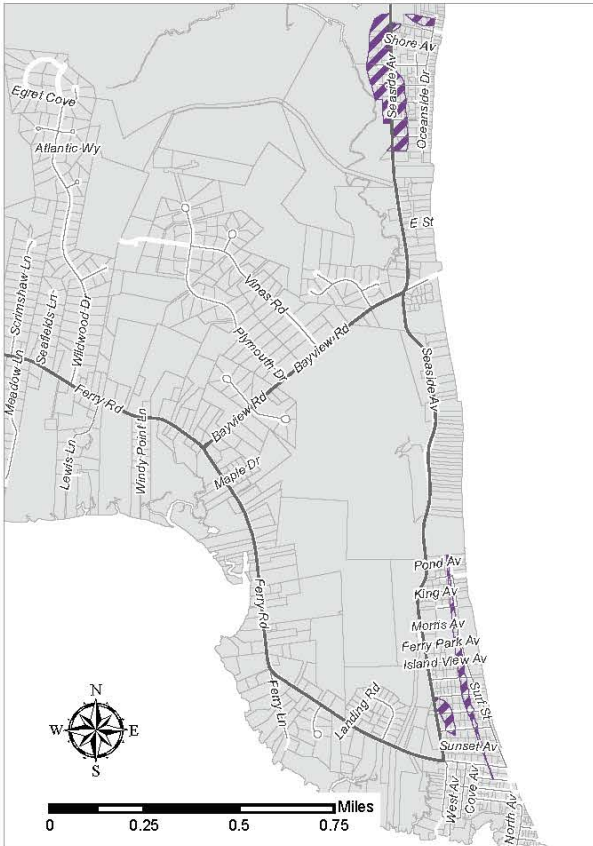 Shore Av
Seaside Av
Oceanside Dr
Egret Cove
Atlantic Wy
E St
Scrimshaw Ln
Meadow Ln
Seafields Ln
Wildwood Dr
Vines Rd
Plymouth Dr
Bayview Rd
Seaside Av
Ferry Rd
Bayview Rd
Lewis Ln
Windy Point Ln
Maple Dr
Pond Av
King Av
Morris Av
Ferry Park Av
Island View Av
Ferry Rd
Surf St
Ferry Ln
Landing Rd
Sunset Av
West Av
Cove Av
North Av
N
W
E
S
Miles
0 0.25 0.5 0.75